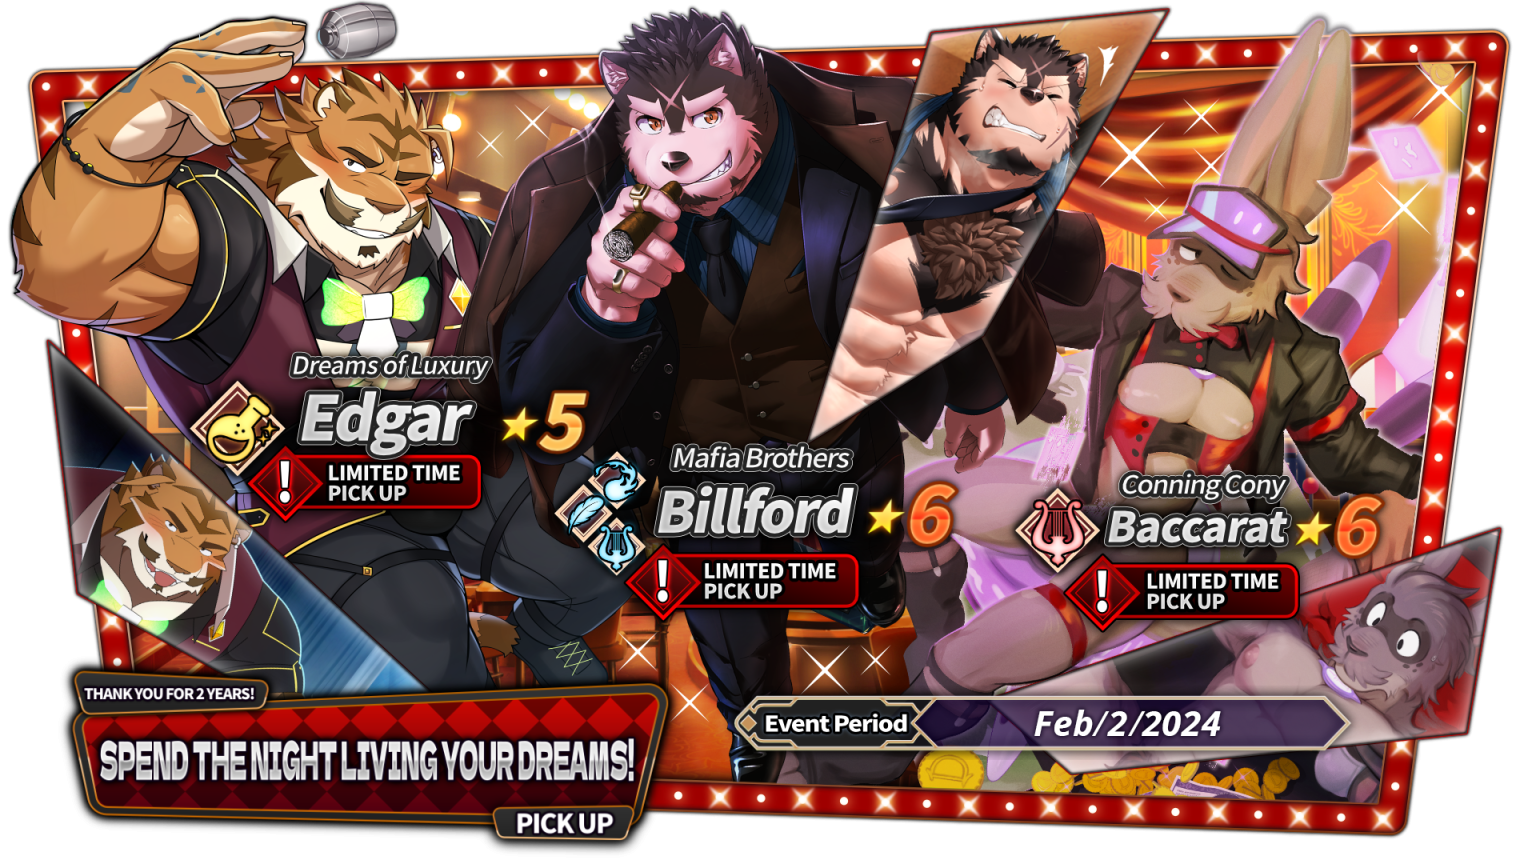 Dreams of Luxury
Edgar
★5
LIMITED TIME
PICK UP
Mafia Brothers
Billford
★6
LIMITED TIME
PICK UP
Conning Cony
Baccarat
★6
LIMITED TIME
PICK UP
THANK YOU FOR 2 YEARS!
SPEND THE NIGHT LIVING YOUR DREAMS!
PICK UP
Event Period
Feb/2/2024